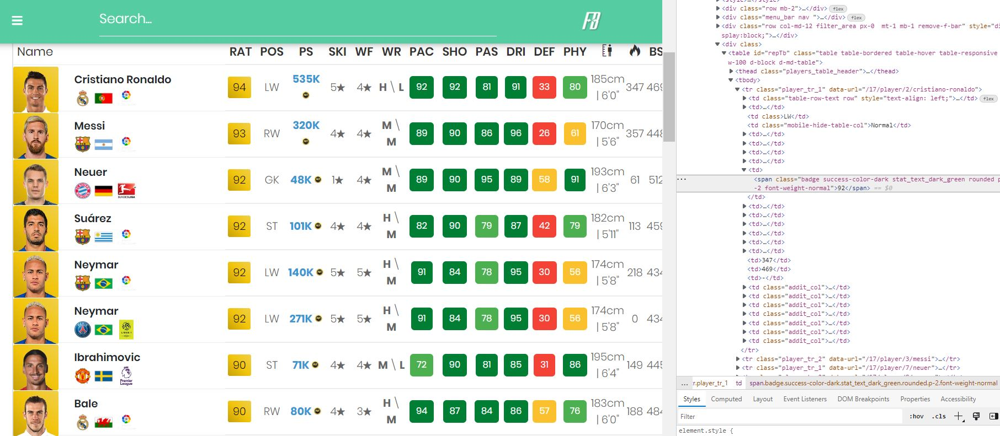 Search...
FB
Name RAT POS PS SKI WF WR PAC SHO PAS DRI DEF PHY BS
Cristiano Ronaldo 94 LW 535K 5★ 4★ H \ L 92 92 81 91 33 80 185cm | 6'0" 347 469
Messi 93 RW 320K 4★ 4★ M \ M 89 90 86 96 26 61 170cm | 5'6" 357 448
Neuer 92 GK 48K 1★ 4★ M \ M 89 90 95 89 58 91 193cm | 6'3" 61 512
BUNDESLIGA
Suárez 92 ST 101K 4★ 4★ H \ M 82 90 79 87 42 79 182cm | 5'11" 113 459
Neymar 92 LW 140K 5★ 5★ H \ M 91 84 78 95 30 56 174cm | 5'8" 218 434
Neymar 92 LW 271K 5★ 5★ H \ M 91 84 78 95 30 56 174cm | 5'8" 0 434
Ibrahimovic 90 ST 71K 4★ 4★ M \ L 72 90 81 85 31 86 195cm | 6'4" 149 445
Premier League
Bale 90 RW 80K 4★ 3★ H \ M 94 87 84 86 57 76 183cm | 6'0" 188 484
<style>…</style>
<div class="row mb-2">…</div> flex
<div class="menu_bar nav ">…</div> flex
<div class="row col-md-12 filter_area px-0  mt-1 mb-1 remove-f-bar" style="di
splay:block;">…</div>
<div class>
<table id="repTb" class="table table-bordered table-hover table-responsive
w-100 d-block d-md-table">
<thead class="players_table_header">…</thead>
<tbody>
<tr class="player_tr_1" data-url="/17/player/2/cristiano-ronaldo">
<td class="table-row-text row" style="text-align: left;">…</td> flex
<td>…</td>
<td class>LW</td>
<td class="mobile-hide-table-col">Normal</td>
<td>…</td>
<td>…</td>
<td>…</td>
<td>…</td>
<td>
<span class="badge success-color-dark stat_text_dark_green rounded p
-2 font-weight-normal">92</span> == $0
</td>
<td>…</td>
<td>…</td>
<td>…</td>
<td>…</td>
<td>…</td>
<td>…</td>
<td>347</td>
<td>469</td>
<td>-</td>
<td class="addit_col">…</td>
<td class="addit_col">…</td>
<td class="addit_col">…</td>
<td class="addit_col">…</td>
<td class="addit_col">…</td>
<td class="addit_col">…</td>
<td class="addit_col">…</td>
</tr>
<tr class="player_tr_2" data-url="/17/player/3/messi">…</tr>
<tr class="player_tr_1" data-url="/17/player/7/neuer">…</tr>
... tr.player_tr_1 td span.badge.success-color-dark.stat_text_dark_green.rounded.p-2.font-weight-normal
Styles Computed Layout Event Listeners DOM Breakpoints Properties Accessibility
Filter :hov .cls
element.style {